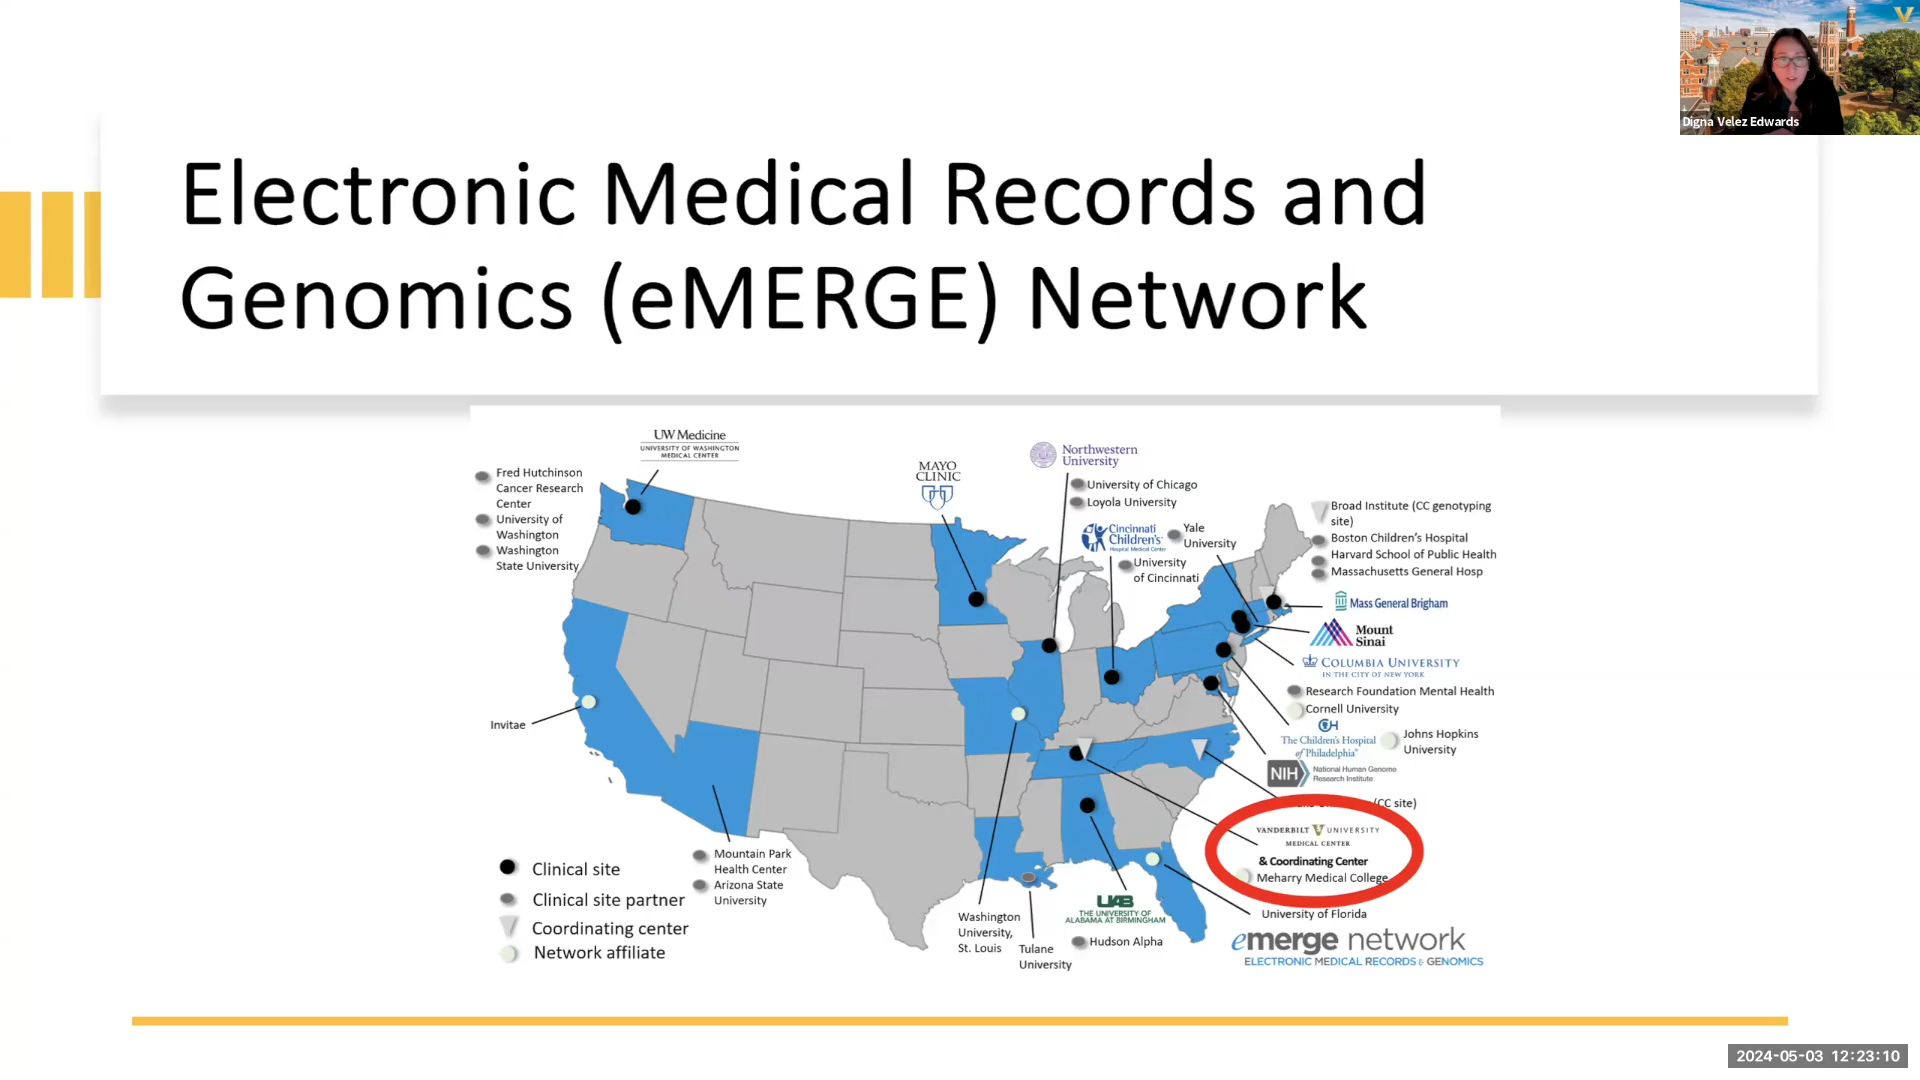 Digna Velez Edwards
Electronic Medical Records and
Genomics (eMERGE) Network
UW Medicine
UNIVERSITY OF WASHINGTON
MEDICAL CENTER
Fred Hutchinson
Cancer Research
Center
University of
Washington
Washington
State University
MAYO
CLINIC
Northwestern
University
University of Chicago
Loyola University
Cincinnati
Children's
Hospital Medical Center
Yale
University
University
of Cincinnati
Broad Institute (CC genotyping
site)
Boston Children's Hospital
Harvard School of Public Health
Massachusetts General Hosp
Mass General Brigham
Mount
Sinai
COLUMBIA UNIVERSITY
IN THE CITY OF NEW YORK
Research Foundation Mental Health
Cornell University
The Children's Hospital
of Philadelphia
Johns Hopkins
University
NIH
National Human Genome
Research Institute
(CC site)
VANDERBILT V UNIVERSITY
MEDICAL CENTER
& Coordinating Center
Meharry Medical College
University of Florida
Invitae
Mountain Park
Health Center
Arizona State
University
Washington
University,
St. Louis
Tulane
University
UAB
THE UNIVERSITY OF
ALABAMA AT BIRMINGHAM
Hudson Alpha
Clinical site
Clinical site partner
Coordinating center
Network affiliate
emerge network
ELECTRONIC MEDICAL RECORDS & GENOMICS
2024-05-03 12:23:10